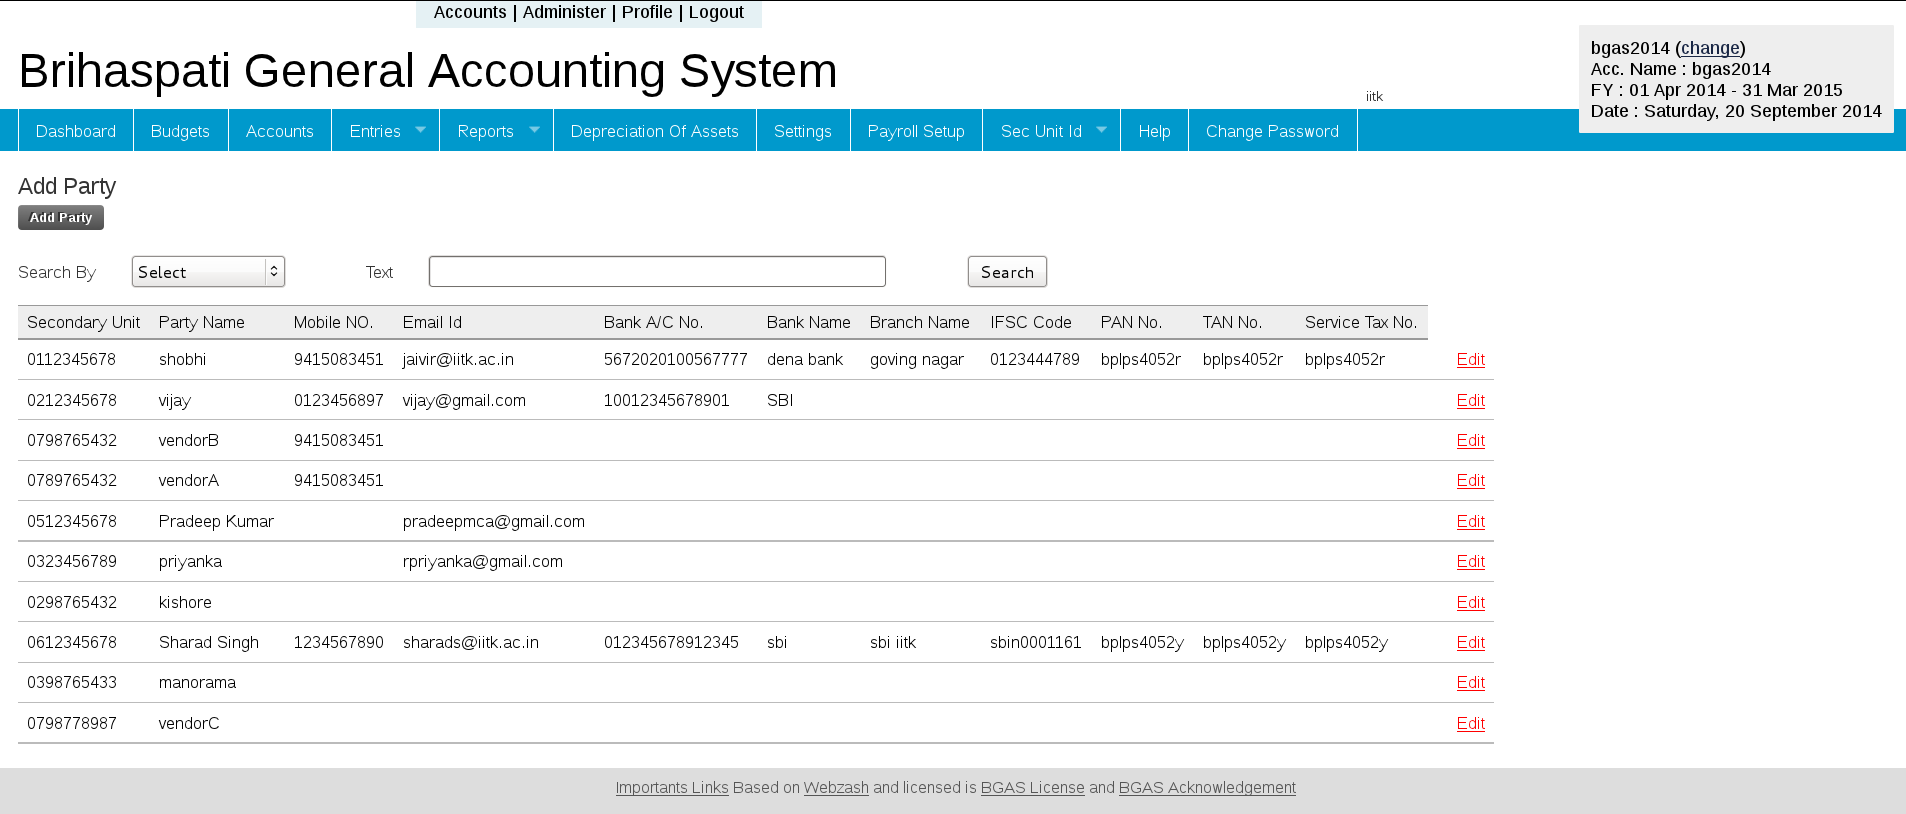 Accounts | Administer | Profile | Logout
Brihaspati General Accounting System
bgas2014 (change)
Acc. Name : bgas2014
FY : 01 Apr 2014 - 31 Mar 2015
Date : Saturday, 20 September 2014
iitk
Dashboard Budgets Accounts Entries Reports Depreciation Of Assets Settings Payroll Setup Sec Unit Id Help Change Password
Add Party
Add Party
Search By Select Text Search
Secondary Unit Party Name Mobile NO. Email Id Bank A/C No. Bank Name Branch Name IFSC Code PAN No. TAN No. Service Tax No.
0112345678 shobhi 9415083451 jaivir@iitk.ac.in 5672020100567777 dena bank goving nagar 0123444789 bplps4052r bplps4052r bplps4052r Edit
0212345678 vijay 0123456897 vijay@gmail.com 10012345678901 SBI Edit
0798765432 vendorB 9415083451 Edit
0789765432 vendorA 9415083451 Edit
0512345678 Pradeep Kumar pradeepmca@gmail.com Edit
0323456789 priyanka rpriyanka@gmail.com Edit
0298765432 kishore Edit
0612345678 Sharad Singh 1234567890 sharads@iitk.ac.in 012345678912345 sbi sbi iitk sbin0001161 bplps4052y bplps4052y bplps4052y Edit
0398765433 manorama Edit
0798778987 vendorC Edit
Importants Links Based on Webzash and licensed is BGAS License and BGAS Acknowledgement